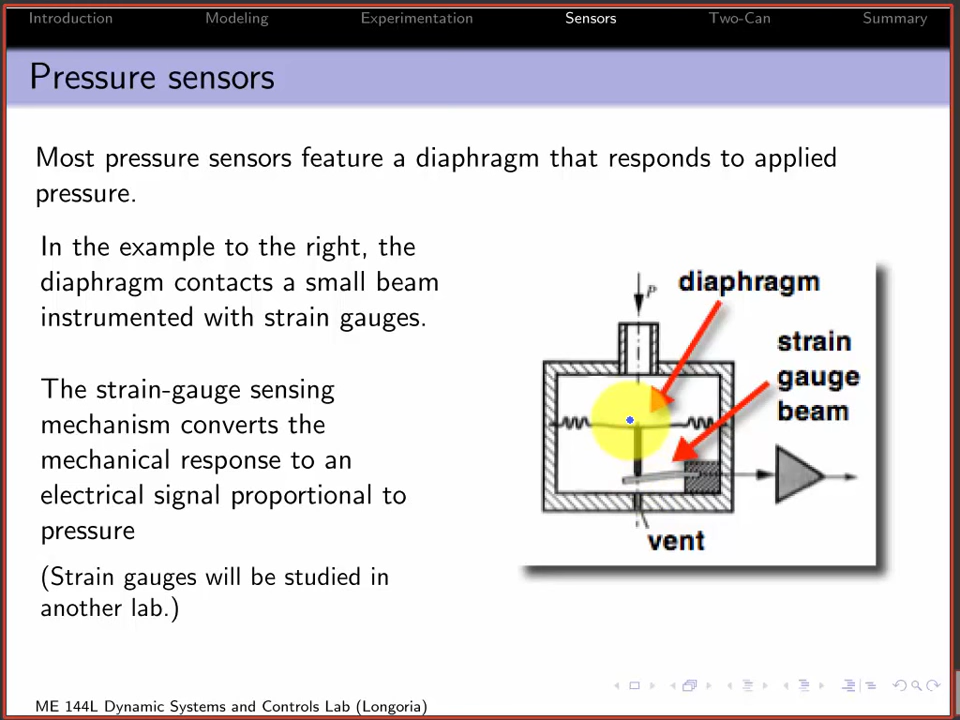 Introduction Modeling Experimentation Sensors Two-Can Summary
Pressure sensors
Most pressure sensors feature a diaphragm that responds to applied
pressure.
In the example to the right, the
diaphragm contacts a small beam
instrumented with strain gauges.
The strain-gauge sensing
mechanism converts the
mechanical response to an
electrical signal proportional to
pressure
(Strain gauges will be studied in
another lab.)
P
diaphragm
strain
gauge
beam
vent
ME 144L Dynamic Systems and Controls Lab (Longoria)